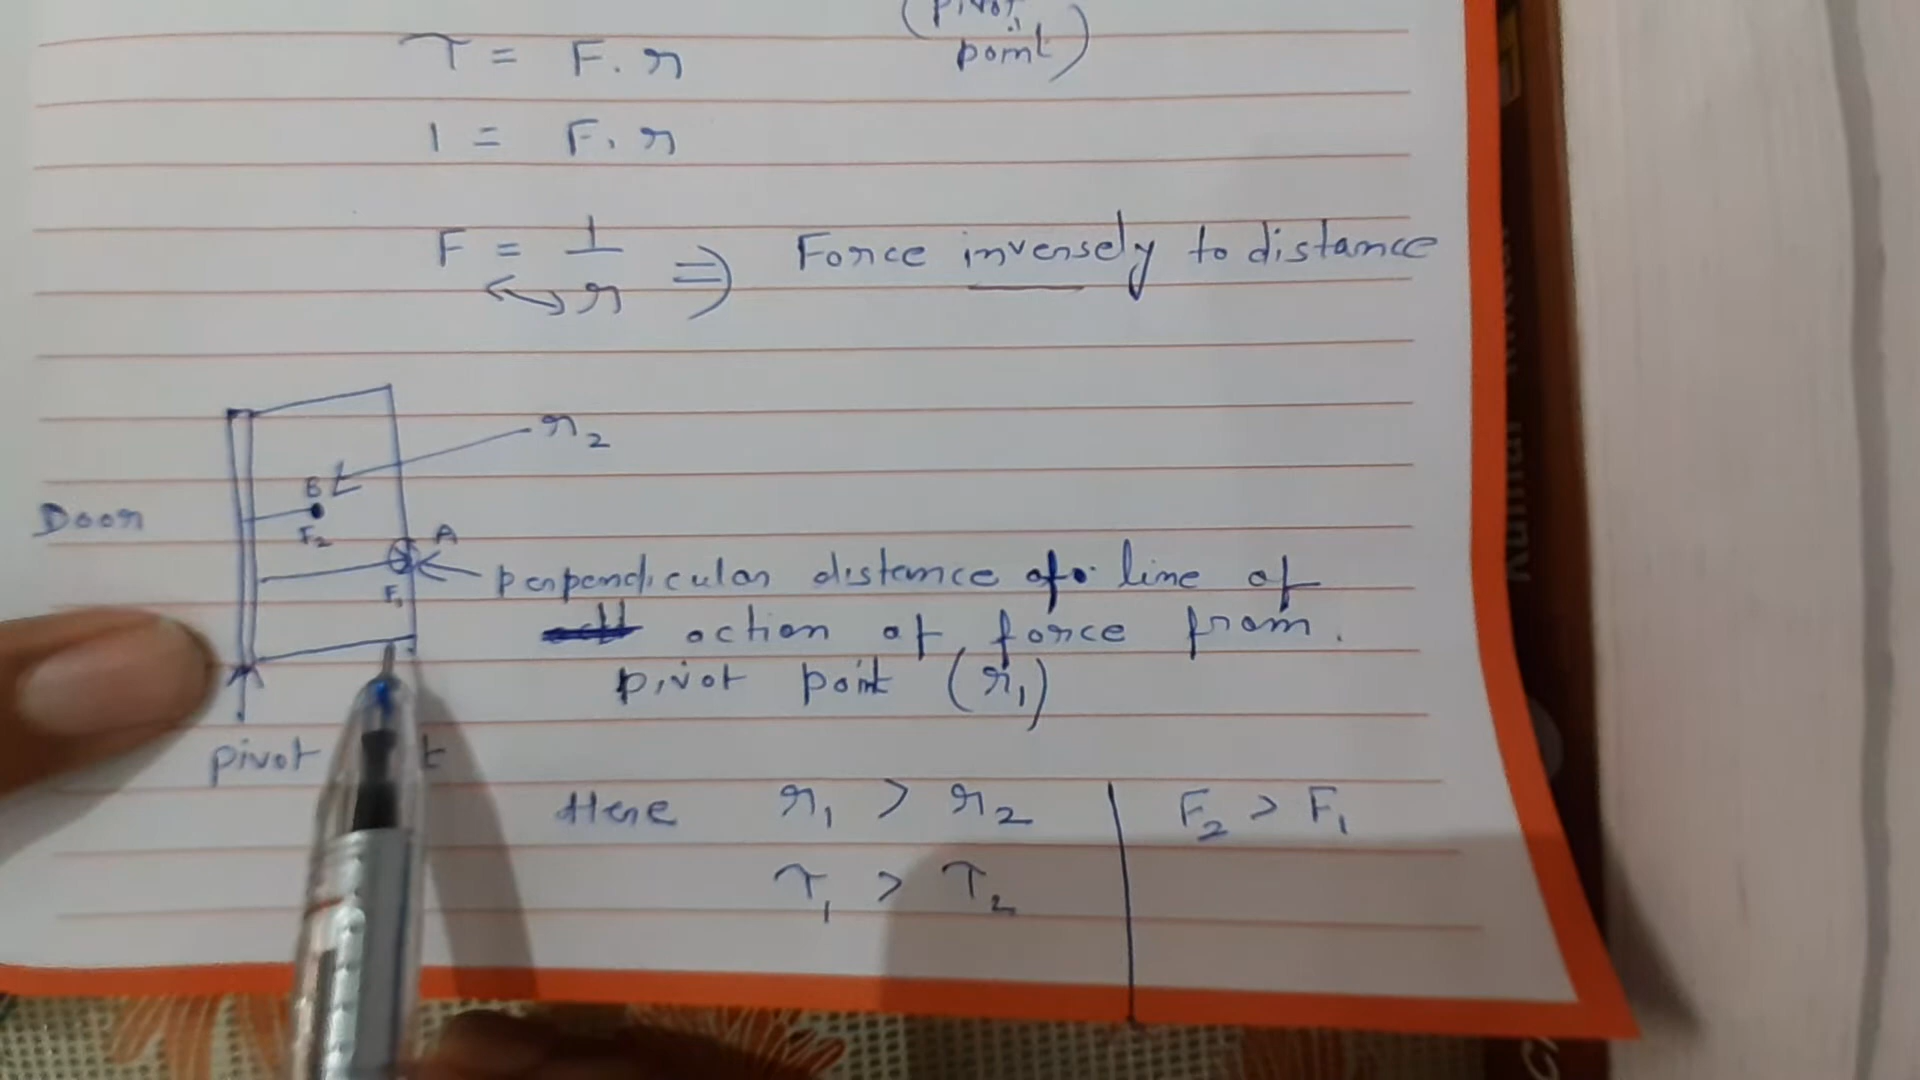 (pivot
point)
τ = F. r
1 = F. r
F = 1/r ⇒ Force inversely to distance
r2
B
Door
F2
A
perpendicular distance of line of
F1
action of force from.
pivot point (r1)
pivot t
Here r1 > r2 | F2 > F1
τ1 > τ2